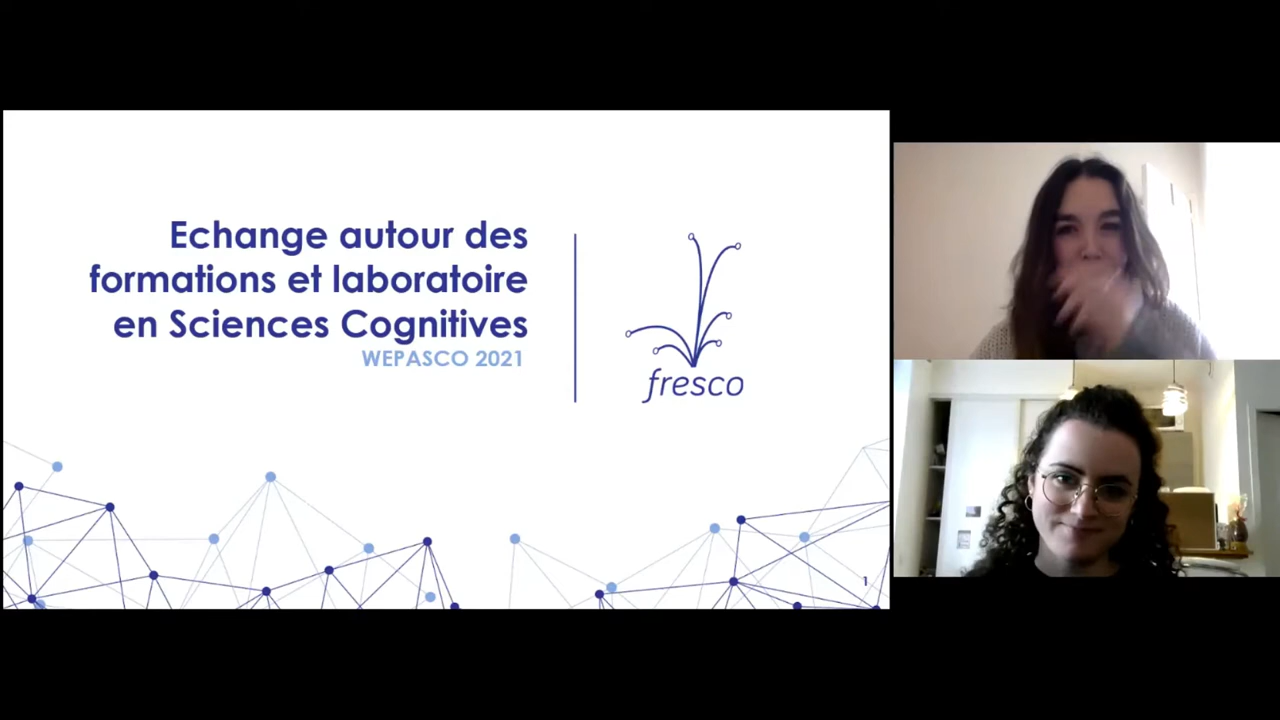 Echange autour des
formations et laboratoire
en Sciences Cognitives
WEPASCO 2021
fresco
1